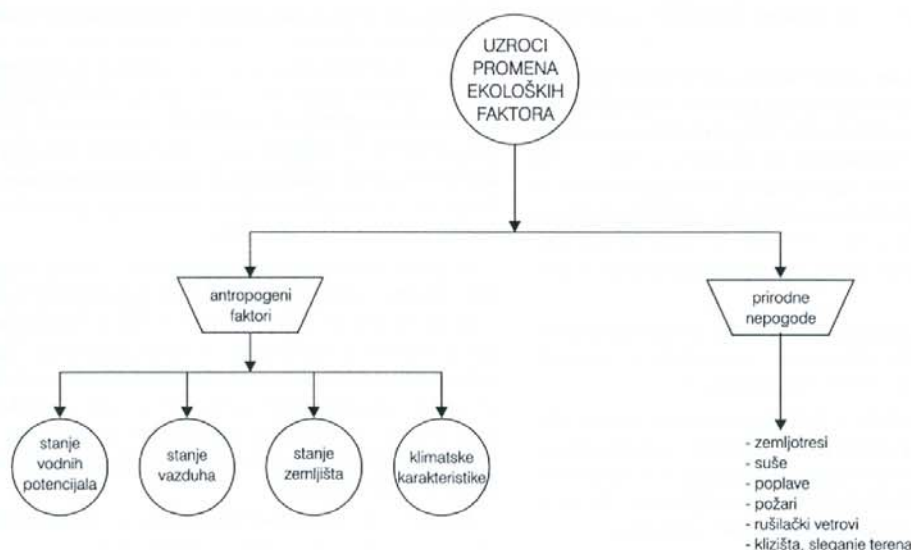 UZROCI
PROMENA
EKOLOŠKIH
FAKTORA
antropogeni
faktori
prirodne
nepogode
stanje
vodnih
potencijala
stanje
vazduha
stanje
zemljišta
klimatske
karakteristike
- zemljotresi
- suše
- poplave
- požari
- rušilački vetrovi
- klizišta, sleganje terena